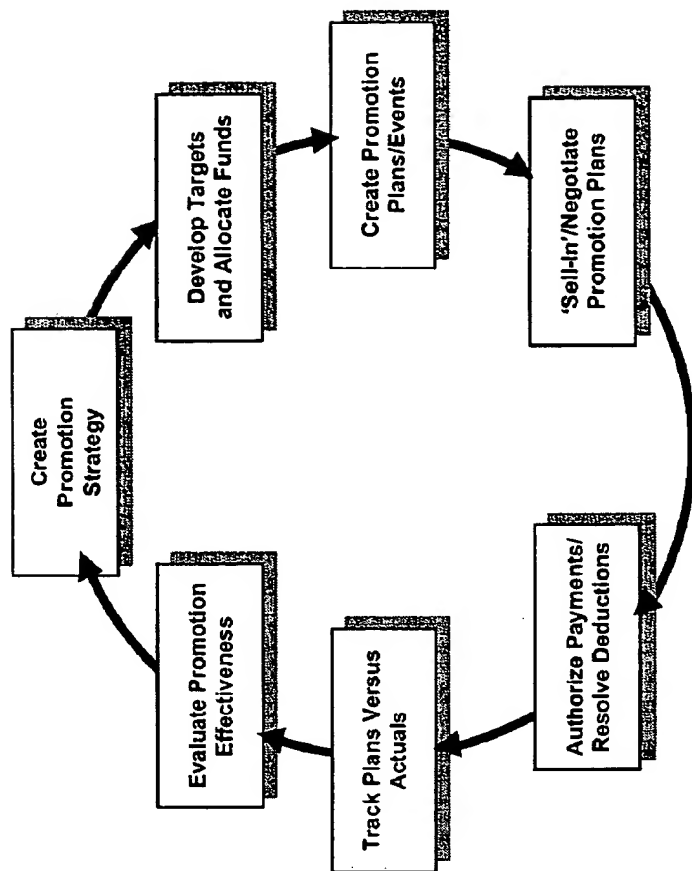 Create
Promotion
Strategy
Develop Targets
and Allocate Funds
Create Promotion
Plans/Events
'Sell-In'/Negotiate
Promotion Plans
Authorize Payments/
Resolve Deductions
Track Plans Versus
Actuals
Evaluate Promotion
Effectiveness